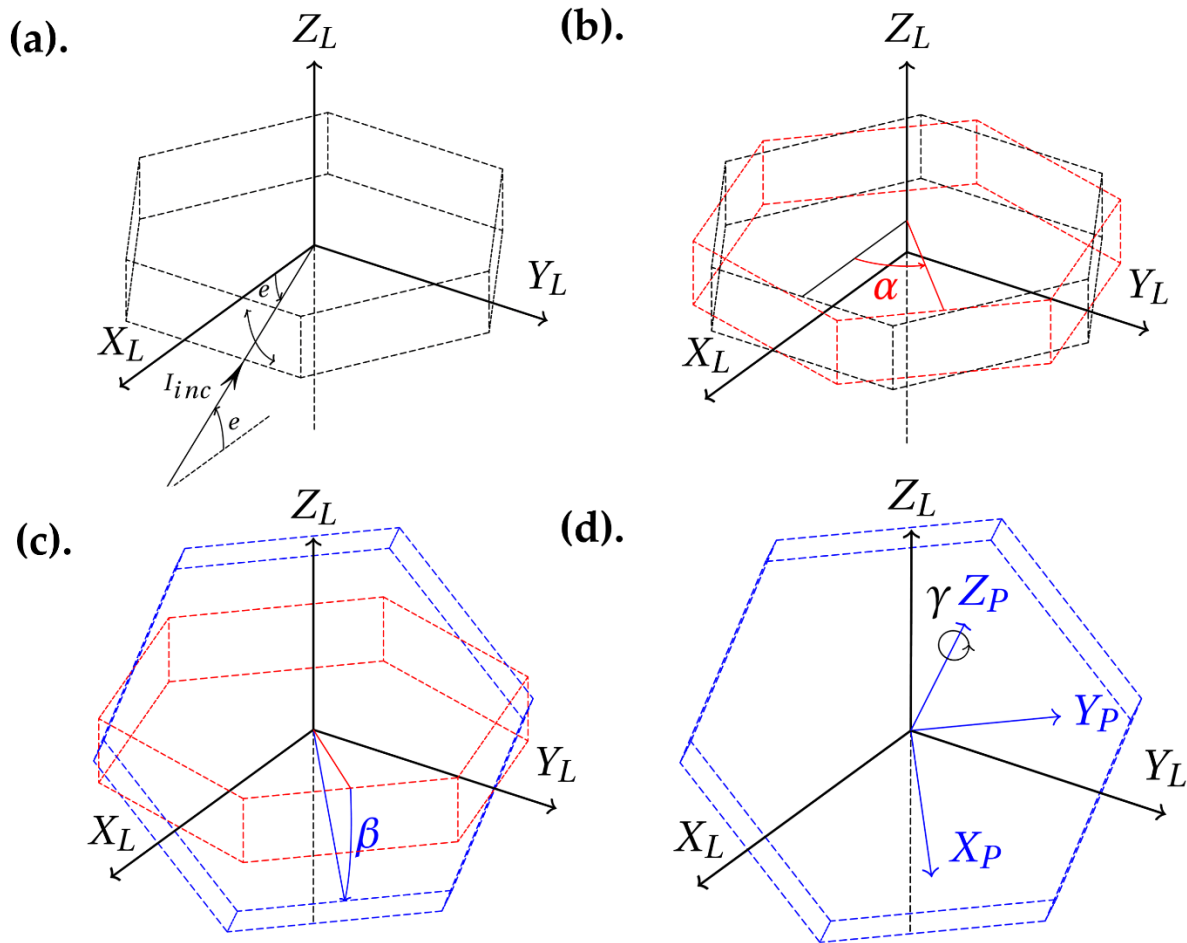 (a).
Z_L
e
X_L
Y_L
I_inc
e
(b).
Z_L
α
X_L
Y_L
(c).
Z_L
Y_L
X_L
β
(d).
Z_L
γ Z_P
Y_P
Y_L
X_L
X_P